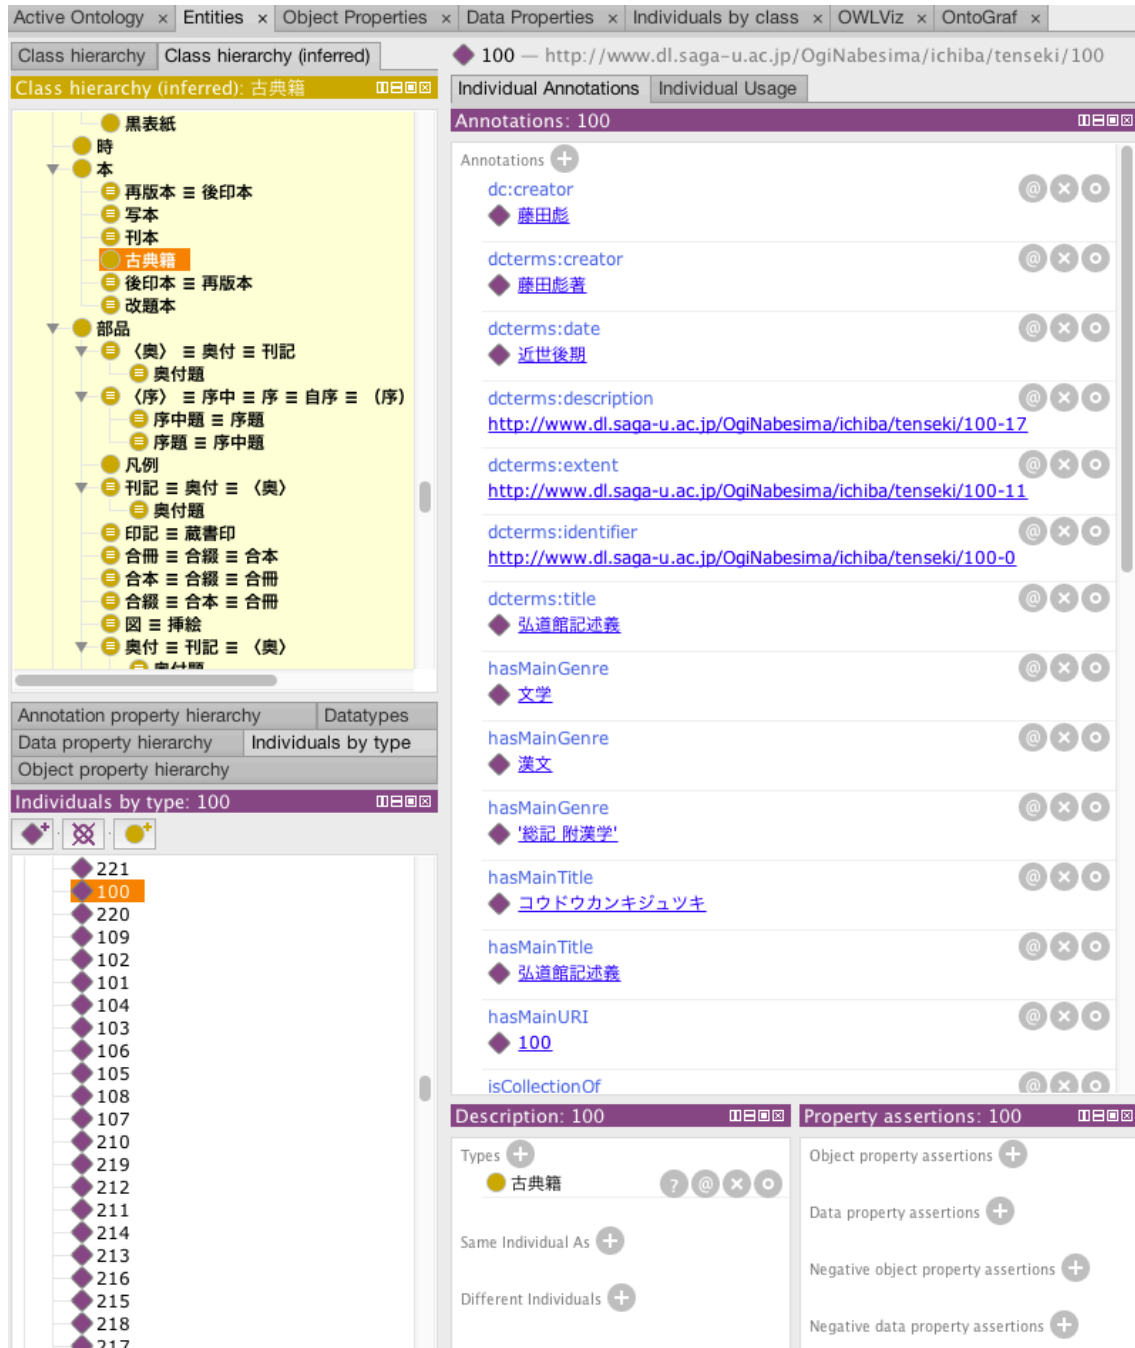 Active Ontology × Entities × Object Properties × Data Properties × Individuals by class × OWLViz × OntoGraf ×
Class hierarchy Class hierarchy (inferred)
Class hierarchy (inferred): 古典籍
黒表紙
時
本
再版本 ≡ 後印本
写本
刊本
古典籍
後印本 ≡ 再版本
改題本
部品
〈奥〉 ≡ 奥付 ≡ 刊記
奥付題
〈序〉 ≡ 序中 ≡ 序 ≡ 自序 ≡ （序）
序中題 ≡ 序題
序題 ≡ 序中題
凡例
刊記 ≡ 奥付 ≡ 〈奥〉
奥付題
印記 ≡ 蔵書印
合冊 ≡ 合綴 ≡ 合本
合本 ≡ 合綴 ≡ 合冊
合綴 ≡ 合本 ≡ 合冊
図 ≡ 挿絵
奥付 ≡ 刊記 ≡ 〈奥〉
奥付題
Annotation property hierarchy Datatypes
Data property hierarchy Individuals by type
Object property hierarchy
Individuals by type: 100
221
100
220
109
102
101
104
103
106
105
108
107
210
219
212
211
214
213
216
215
218
217
100 — http://www.dl.saga-u.ac.jp/OgiNabesima/ichiba/tenseki/100
Individual Annotations Individual Usage
Annotations: 100
Annotations
dc:creator
藤田彪
dcterms:creator
藤田彪著
dcterms:date
近世後期
dcterms:description
http://www.dl.saga-u.ac.jp/OgiNabesima/ichiba/tenseki/100-17
dcterms:extent
http://www.dl.saga-u.ac.jp/OgiNabesima/ichiba/tenseki/100-11
dcterms:identifier
http://www.dl.saga-u.ac.jp/OgiNabesima/ichiba/tenseki/100-0
dcterms:title
弘道館記述義
hasMainGenre
文学
hasMainGenre
漢文
hasMainGenre
'総記 附漢学'
hasMainTitle
コウドウカンキジュツキ
hasMainTitle
弘道館記述義
hasMainURI
100
isCollectionOf
Description: 100
Types
古典籍
Same Individual As
Different Individuals
Property assertions: 100
Object property assertions
Data property assertions
Negative object property assertions
Negative data property assertions